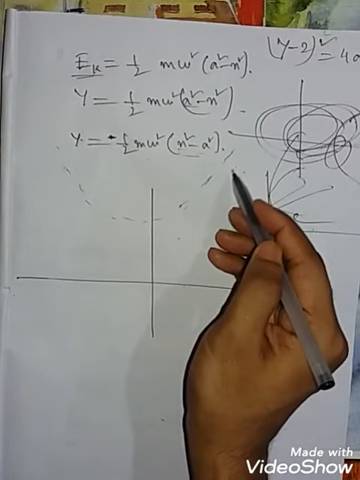 E_K = 1/2 mω² (a²-x²).
Y = 1/2 mω² (a²-x²)
Y = -1/2 mω² (x²-a²).
(Y-2)² = 4a
Made with
VideoShow